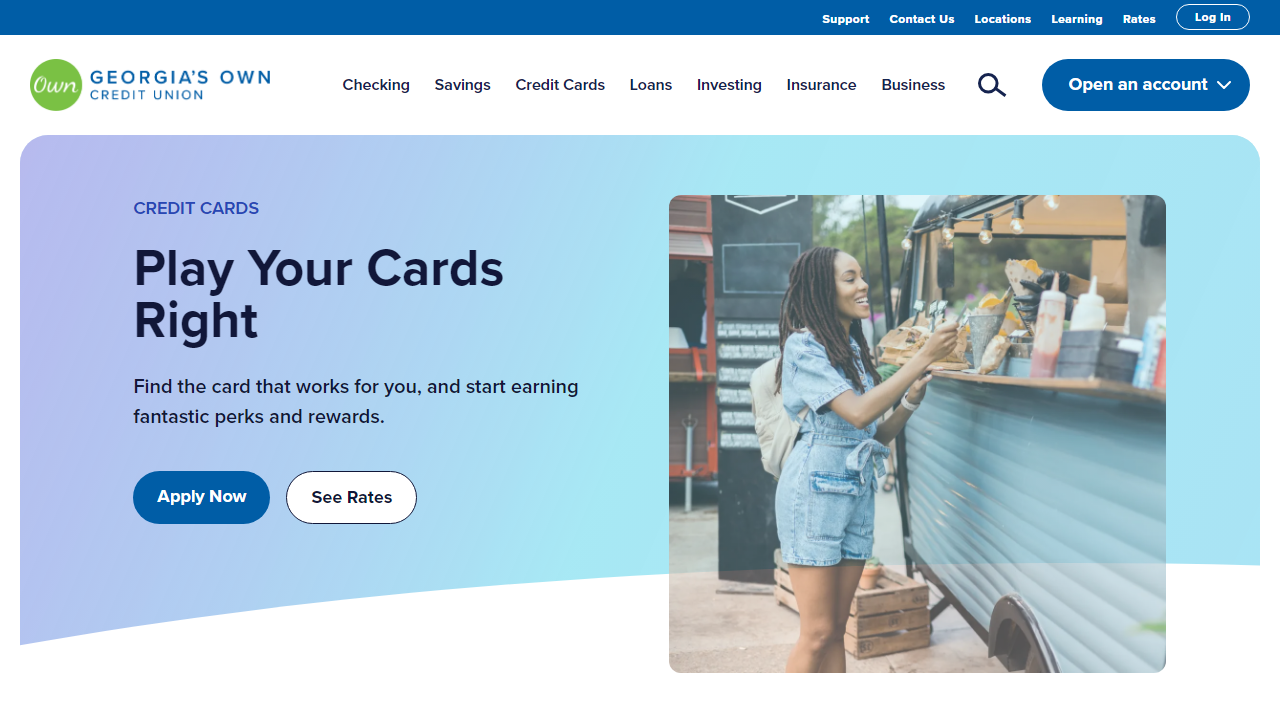 Support Contact Us Locations Learning Rates Log In
Own GEORGIA'S OWN
CREDIT UNION
Checking Savings Credit Cards Loans Investing Insurance Business Open an account
CREDIT CARDS
Play Your Cards
Right
Find the card that works for you, and start earning
fantastic perks and rewards.
Apply Now See Rates